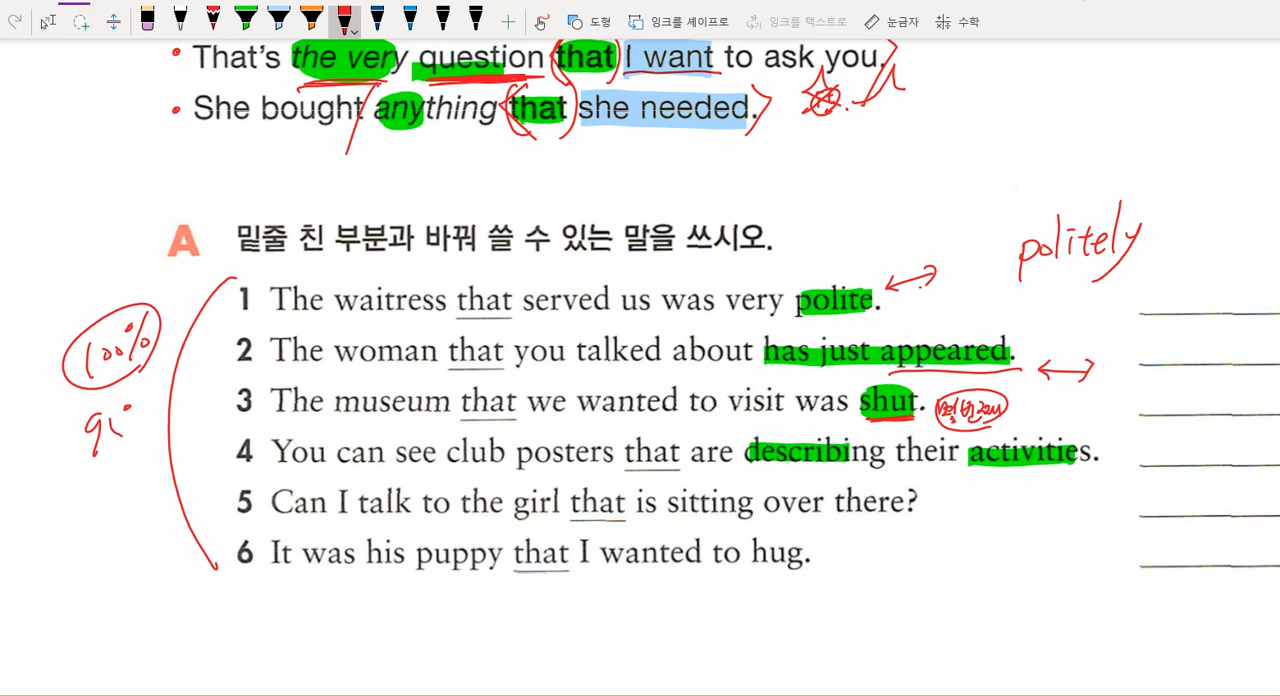 도형 잉크를 셰이프로 잉크를 텍스트로 눈금자 수학
• That's the very question that I want to ask you.
• She bought anything that she needed.
A 밑줄 친 부분과 바꿔 쓸 수 있는 말을 쓰시오.
politely
1 The waitress that served us was very polite.
2 The woman that you talked about has just appeared.
3 The museum that we wanted to visit was shut.
4 You can see club posters that are describing their activities.
5 Can I talk to the girl that is sitting over there?
6 It was his puppy that I wanted to hug.
100%